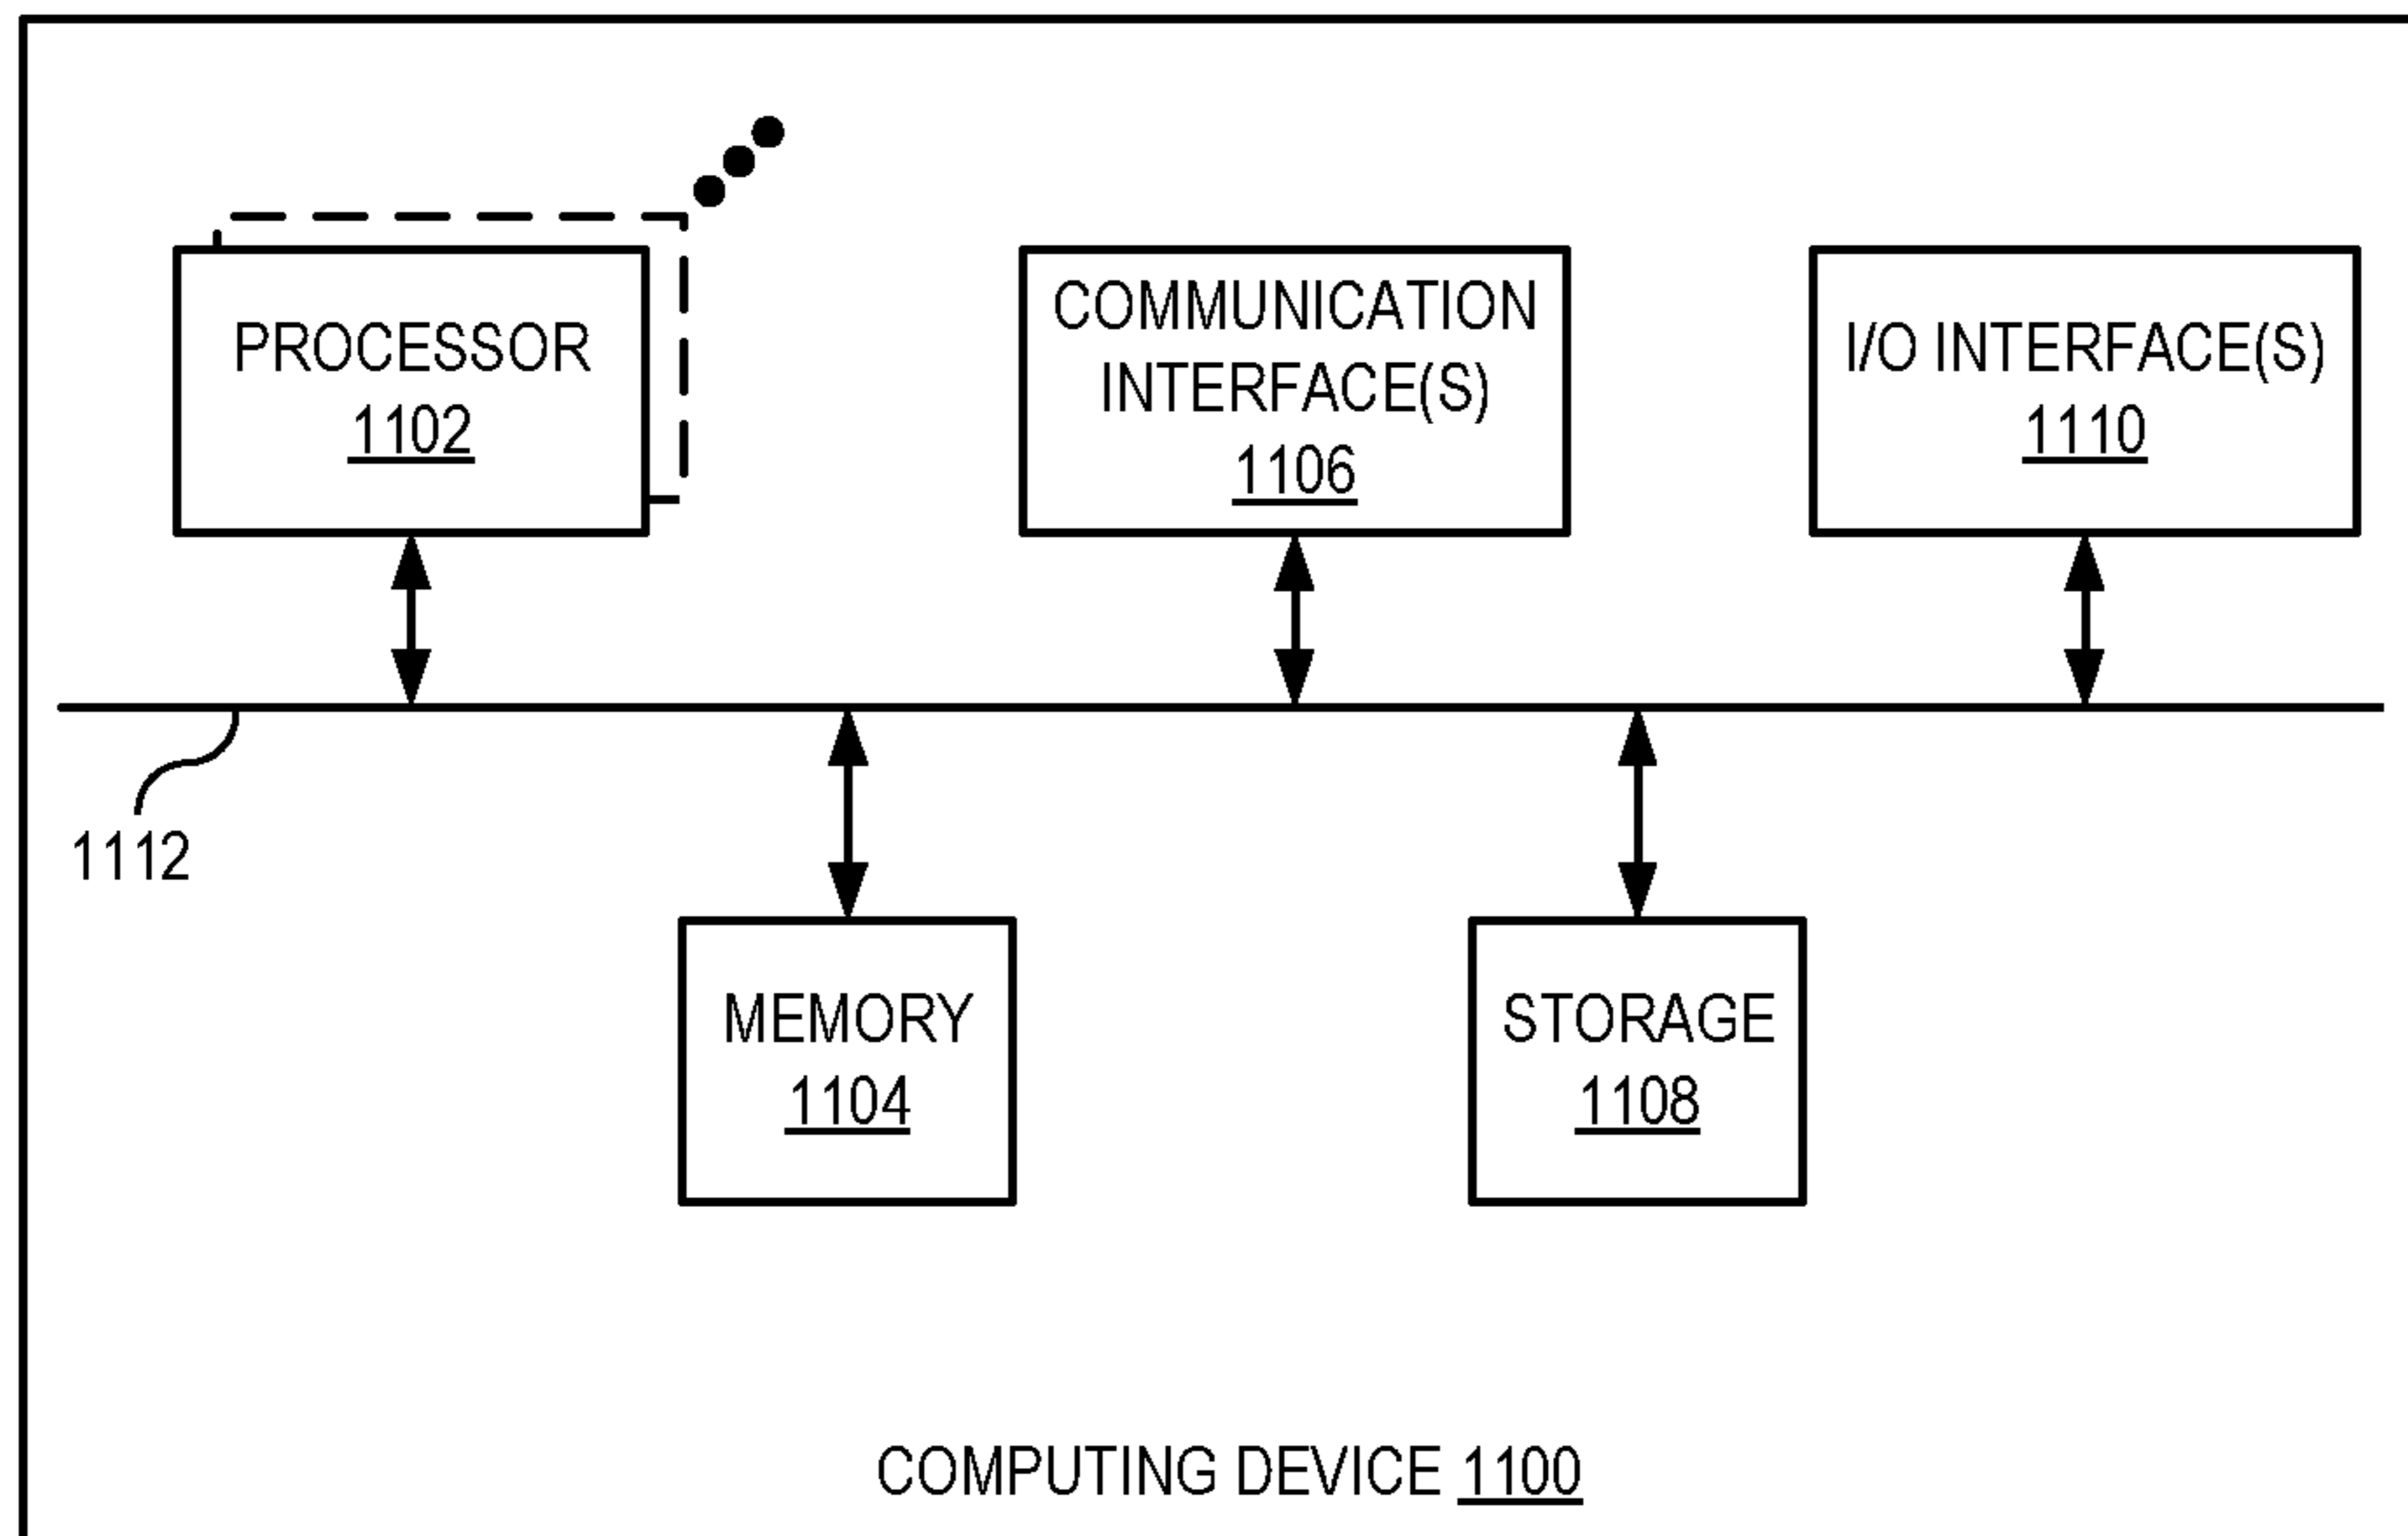 PROCESSOR
1102
COMMUNICATION
INTERFACE(S)
1106
I/O INTERFACE(S)
1110
1112
MEMORY
1104
STORAGE
1108
COMPUTING DEVICE 1100